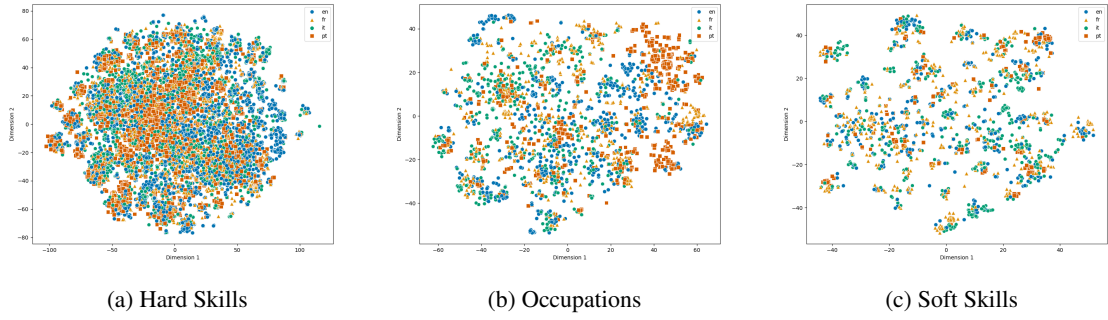 80
60
40
20
0
−20
−40
−60
−80
Dimension 2
−100
−50
0
50
100
Dimension 1
en
fr
it
pt
(a) Hard Skills
40
20
0
−20
−40
Dimension 2
−60
−40
−20
0
20
40
60
Dimension 1
en
fr
it
pt
(b) Occupations
40
20
0
−20
−40
Dimension 2
−40
−20
0
20
40
Dimension 1
en
fr
it
pt
(c) Soft Skills